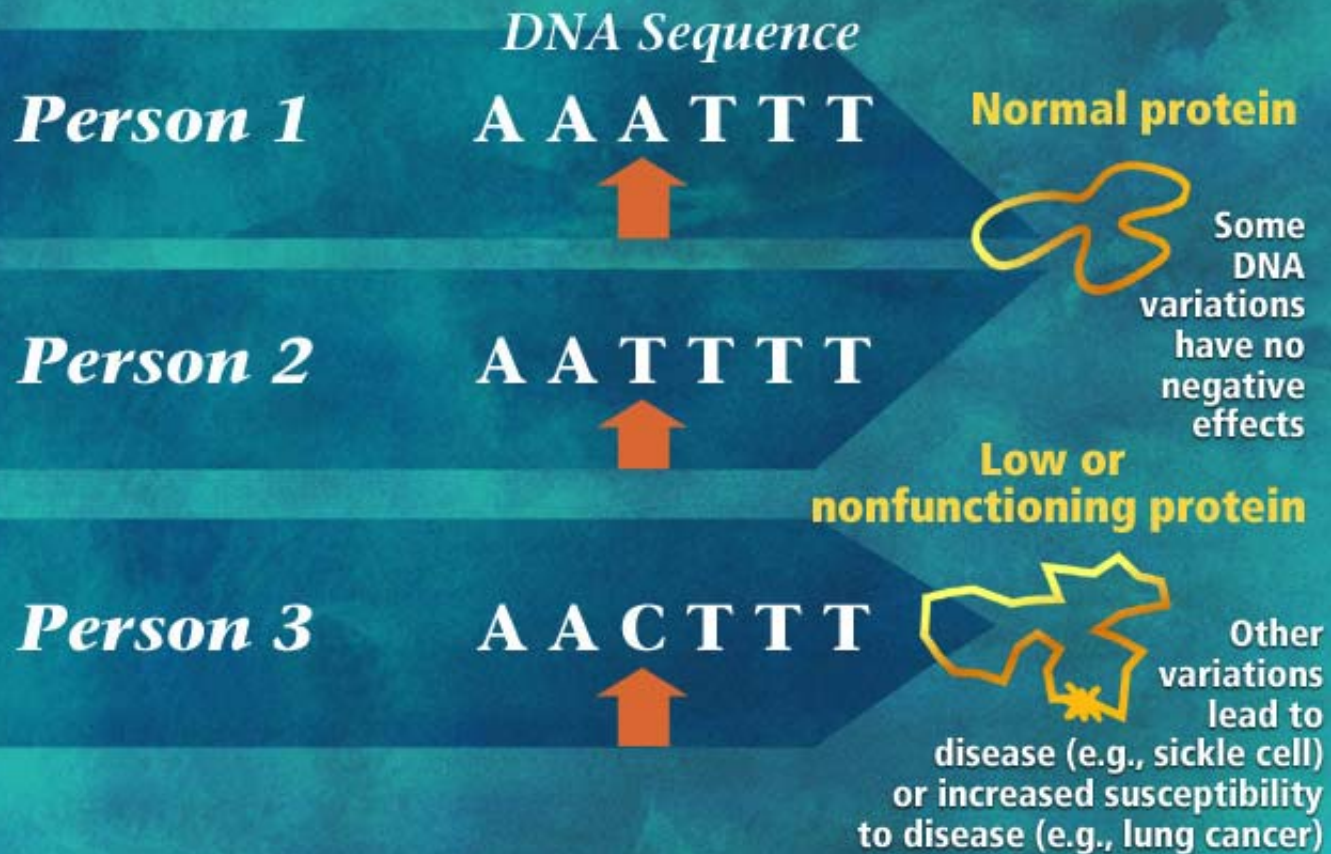 DNA Sequence
Person 1 A A A T T T
Normal protein
Some
DNA
variations
have no
negative
effects
Person 2 A A T T T T
Low or
nonfunctioning protein
Person 3 A A C T T T
Other
variations
lead to
disease (e.g., sickle cell)
or increased susceptibility
to disease (e.g., lung cancer)